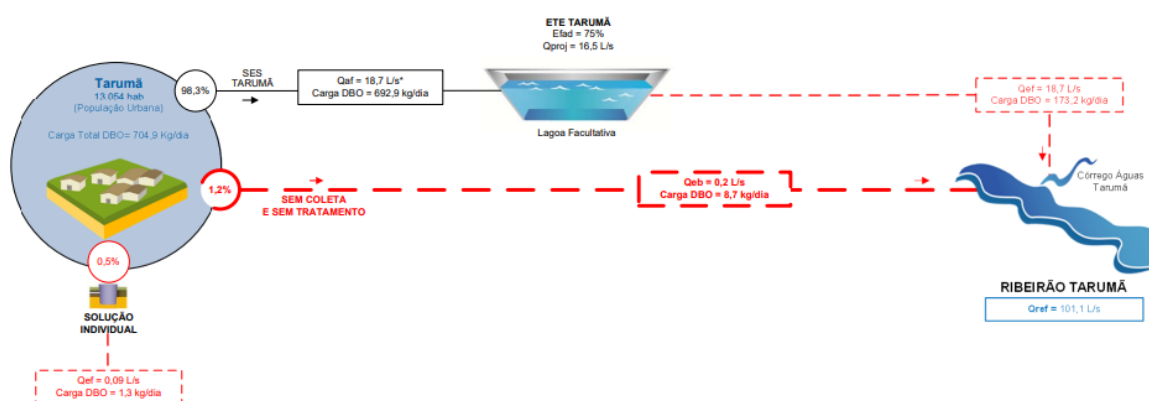 ETE TARUMÃ
Efad = 75%
Qproj = 16,5 L/s
Tarumã
13.054 hab
(População Urbana)
Carga Total DBO= 704,9 Kg/dia
98,3%
SES
TARUMÃ
Qaf = 18,7 L/s*
Carga DBO = 692,9 kg/dia
Lagoa Facultativa
Qef = 18,7 L/s
Carga DBO = 173,2 kg/dia
1,2%
SEM COLETA
E SEM TRATAMENTO
Qeb = 0,2 L/s
Carga DBO = 8,7 kg/dia
Córrego Águas
Tarumã
0,5%
SOLUÇÃO
INDIVIDUAL
RIBEIRÃO TARUMÃ
Qref = 101,1 L/s
Qef = 0,09 L/s
Carga DBO = 1,3 kg/dia